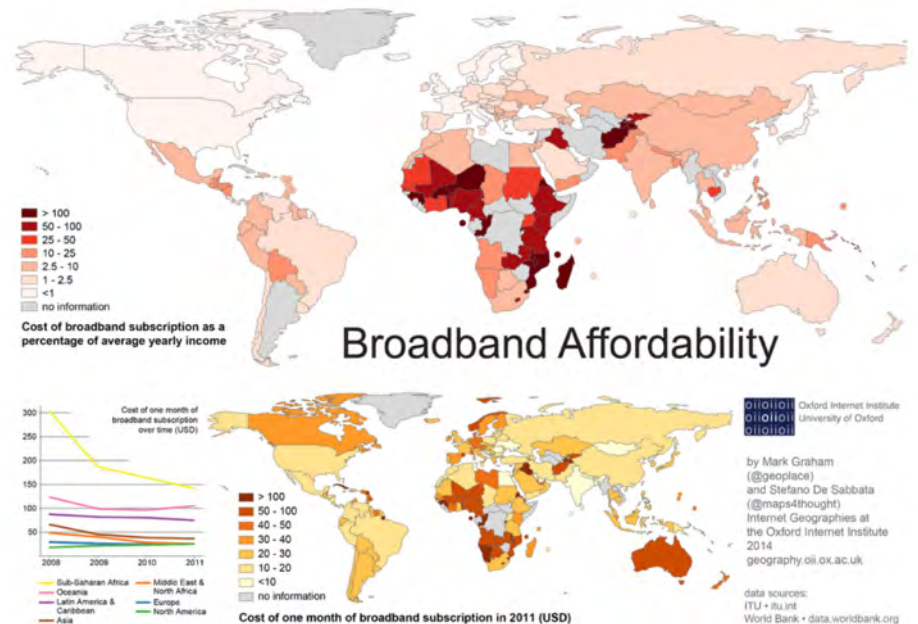 > 100
50 - 100
25 - 50
10 - 25
2.5 - 10
1 - 2.5
<1
no information
Cost of broadband subscription as a
percentage of average yearly income
Broadband Affordability
Cost of one month of
broadband subscription
over time (USD)
300
250
200
150
100
50
2008
2009
2010
2011
Sub-Saharan Africa
Oceania
Latin America &
Caribbean
Asia
Middle East &
North Africa
Europe
North America
> 100
50 - 100
40 - 50
30 - 40
20 - 30
10 - 20
<10
no information
Cost of one month of broadband subscription in 2011 (USD)
oiioiioii
oiioiioii
oiioiioii
Oxford Internet Institute
University of Oxford
by Mark Graham
(@geoplace)
and Stefano De Sabbata
(@maps4thought)
Internet Geographies at
the Oxford Internet Institute
2014
geography.oii.ox.ac.uk
data sources:
ITU • itu.int
World Bank • data.worldbank.org